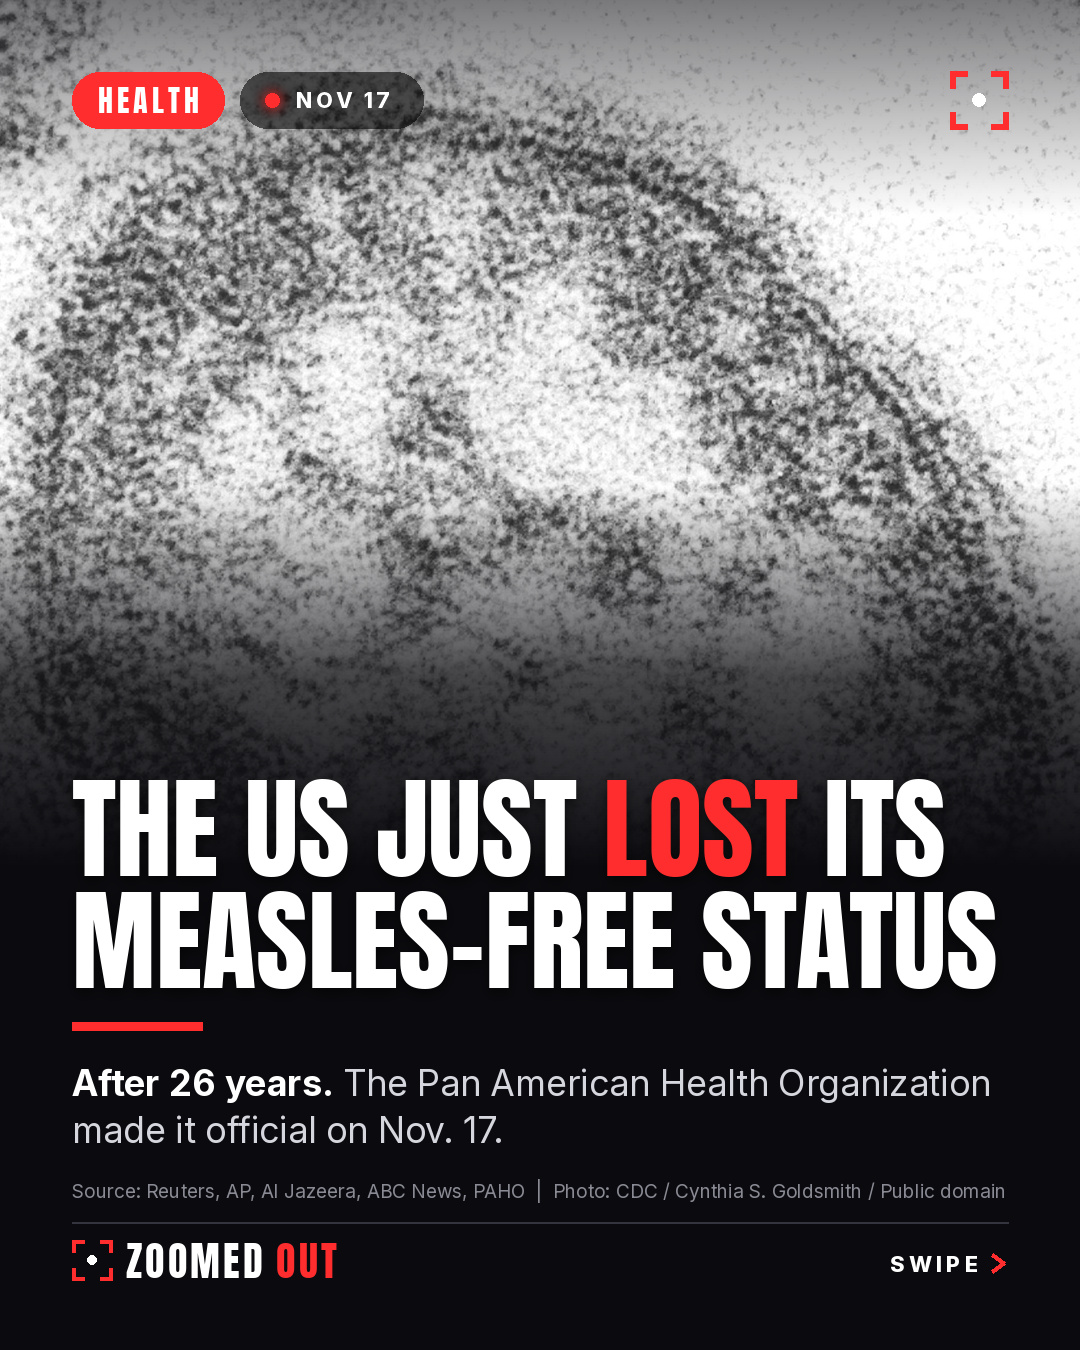 HEALTH
NOV 17
THE US JUST LOST ITS
MEASLES-FREE STATUS
After 26 years. The Pan American Health Organization
made it official on Nov. 17.
Source: Reuters, AP, Al Jazeera, ABC News, PAHO | Photo: CDC / Cynthia S. Goldsmith / Public domain
ZOOMED OUT
SWIPE >